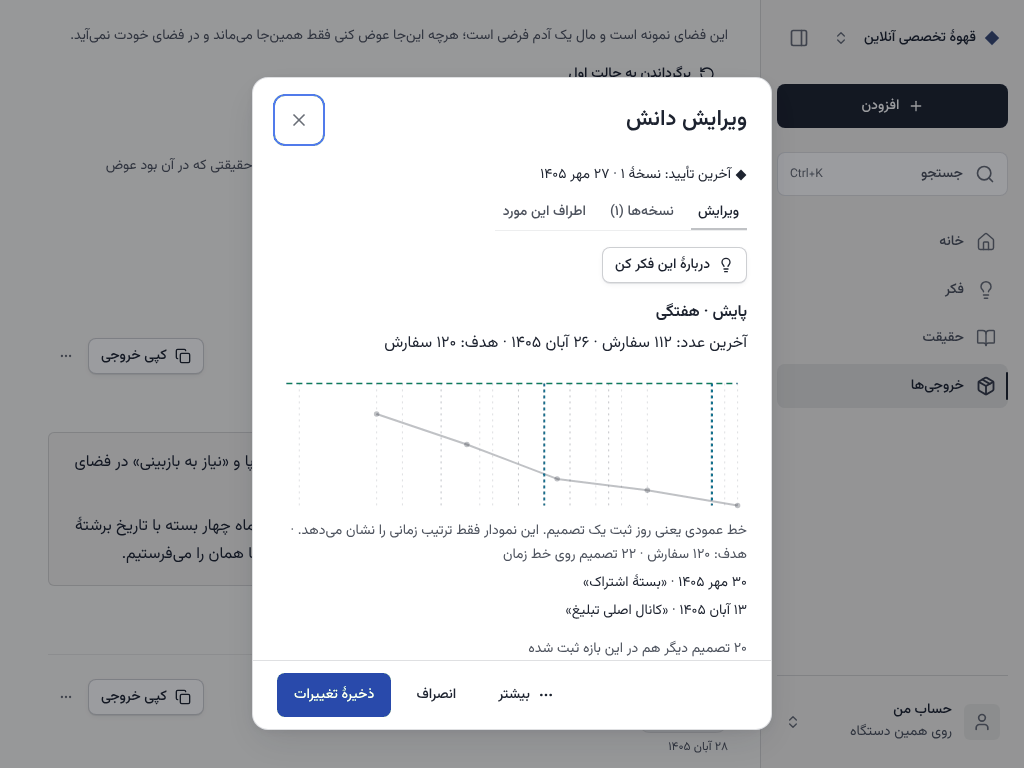 قهوهٔ تخصصی آنلاین
افزودن
جستجو
Ctrl+K
خانه
فکر
حقیقت
خروجی‌ها
حساب من
روی همین دستگاه
این فضای نمونه است و مال یک آدم فرضی است؛ هرچه این‌جا عوض کنی فقط همین‌جا می‌ماند و در فضای خودت نمی‌آید.
برگرداندن به حالت اول
حقیقتی که در آن بود عوض
کپی خروجی
پا و «نیاز به بازبینی» در فضای
ماه چهار بسته با تاریخ برشتهٔ
همان را می‌فرستیم.
کپی خروجی
۲۸ آبان ۱۴۰۵
ویرایش دانش
آخرین تأیید: نسخهٔ ۱ · ۲۷ مهر ۱۴۰۵
ویرایش
نسخه‌ها (۱)
اطراف این مورد
دربارهٔ این فکر کن
پایش · هفتگی
آخرین عدد: ۱۱۲ سفارش · ۲۶ آبان ۱۴۰۵ · هدف: ۱۲۰ سفارش
خط عمودی یعنی روز ثبت یک تصمیم. این نمودار فقط ترتیب زمانی را نشان می‌دهد. ·
هدف: ۱۲۰ سفارش · ۲۲ تصمیم روی خط زمان
۳۰ مهر ۱۴۰۵ · «بستهٔ اشتراک»
۱۳ آبان ۱۴۰۵ · «کانال اصلی تبلیغ»
۲۰ تصمیم دیگر هم در این بازه ثبت شده
بیشتر
انصراف
ذخیرهٔ تغییرات